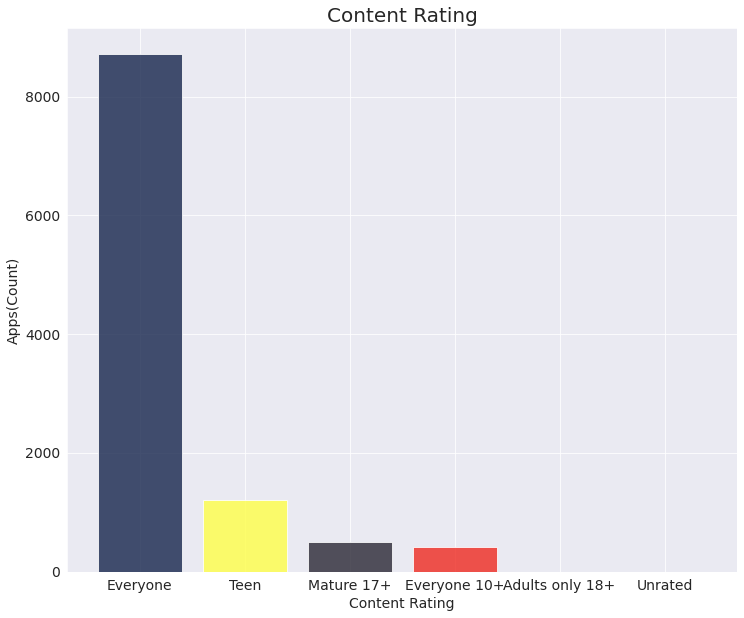 Content Rating
Apps(Count)
8000
6000
4000
2000
0
Everyone
Teen
Mature 17+
Everyone 10+
Adults only 18+
Unrated
Content Rating